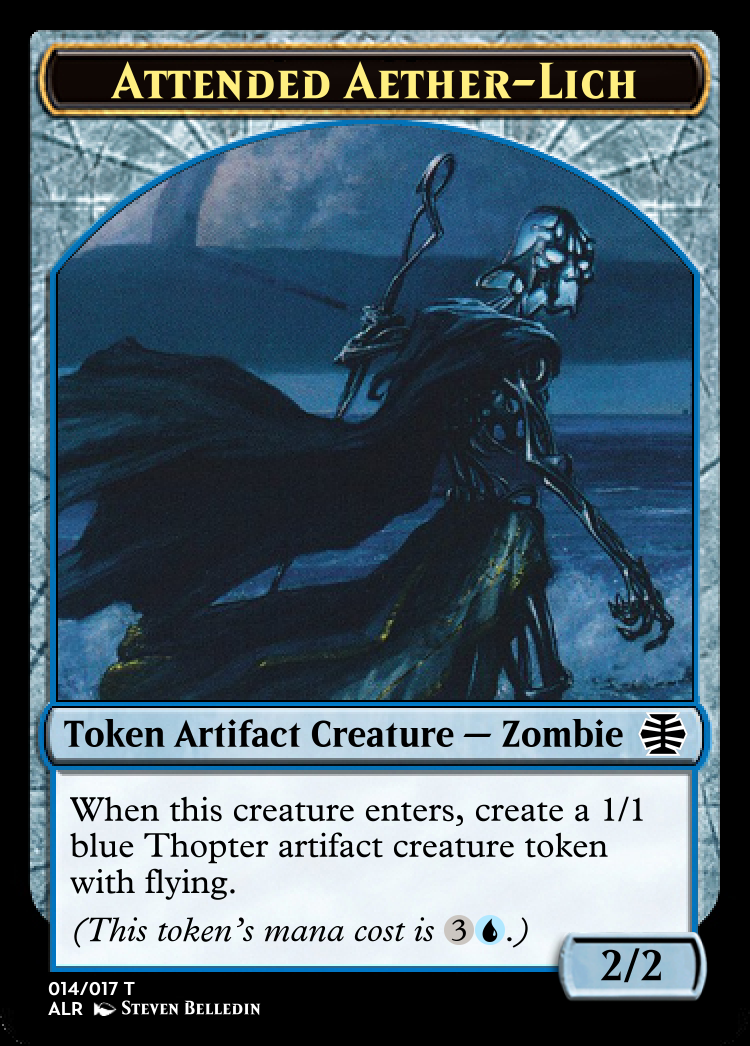 Attended Aether-Lich
Token Artifact Creature — Zombie
When this creature enters, create a 1/1
blue Thopter artifact creature token
with flying.
(This token's mana cost is 3.)
2/2
014/017 T
ALR Steven Belledin